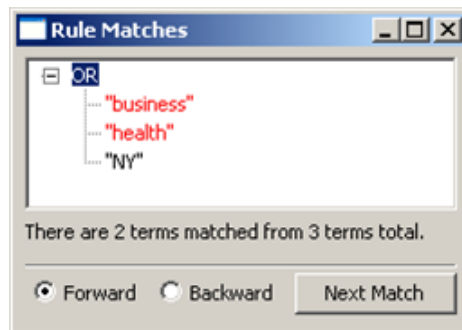 Rule Matches
OR
"business"
"health"
"NY"
There are 2 terms matched from 3 terms total.
Forward Backward Next Match